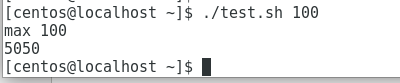 [centos@localhost ~]$ ./test.sh 100
max 100
5050
[centos@localhost ~]$